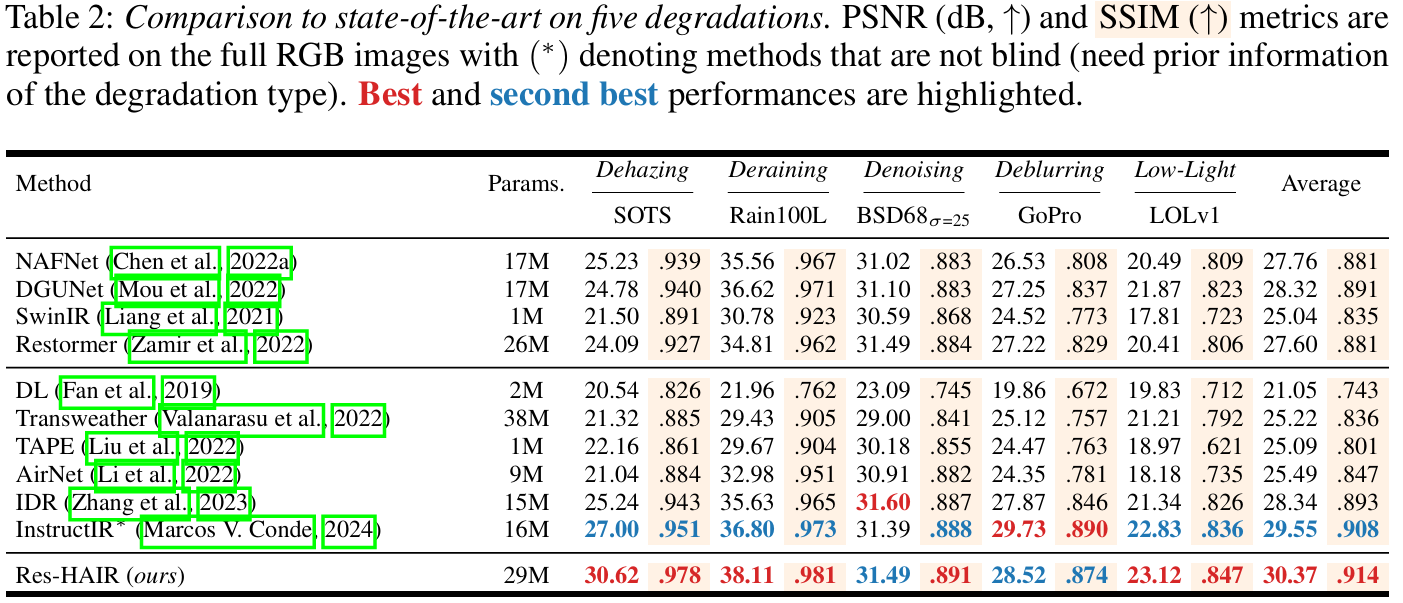 Table 2: Comparison to state-of-the-art on five degradations. PSNR (dB, ↑) and SSIM (↑) metrics are
reported on the full RGB images with (*) denoting methods that are not blind (need prior information
of the degradation type). Best and second best performances are highlighted.
Method Params. Dehazing Deraining Denoising Deblurring Low-Light Average
SOTS Rain100L BSD68σ=25 GoPro LOLv1
NAFNet (Chen et al., 2022a) 17M 25.23 .939 35.56 .967 31.02 .883 26.53 .808 20.49 .809 27.76 .881
DGUNet (Mou et al., 2022) 17M 24.78 .940 36.62 .971 31.10 .883 27.25 .837 21.87 .823 28.32 .891
SwinIR (Liang et al., 2021) 1M 21.50 .891 30.78 .923 30.59 .868 24.52 .773 17.81 .723 25.04 .835
Restormer (Zamir et al., 2022) 26M 24.09 .927 34.81 .962 31.49 .884 27.22 .829 20.41 .806 27.60 .881
DL (Fan et al., 2019) 2M 20.54 .826 21.96 .762 23.09 .745 19.86 .672 19.83 .712 21.05 .743
Transweather (Valanarasu et al., 2022) 38M 21.32 .885 29.43 .905 29.00 .841 25.12 .757 21.21 .792 25.22 .836
TAPE (Liu et al., 2022) 1M 22.16 .861 29.67 .904 30.18 .855 24.47 .763 18.97 .621 25.09 .801
AirNet (Li et al., 2022) 9M 21.04 .884 32.98 .951 30.91 .882 24.35 .781 18.18 .735 25.49 .847
IDR (Zhang et al., 2023) 15M 25.24 .943 35.63 .965 31.60 .887 27.87 .846 21.34 .826 28.34 .893
InstructIR* (Marcos V. Conde, 2024) 16M 27.00 .951 36.80 .973 31.39 .888 29.73 .890 22.83 .836 29.55 .908
Res-HAIR (ours) 29M 30.62 .978 38.11 .981 31.49 .891 28.52 .874 23.12 .847 30.37 .914